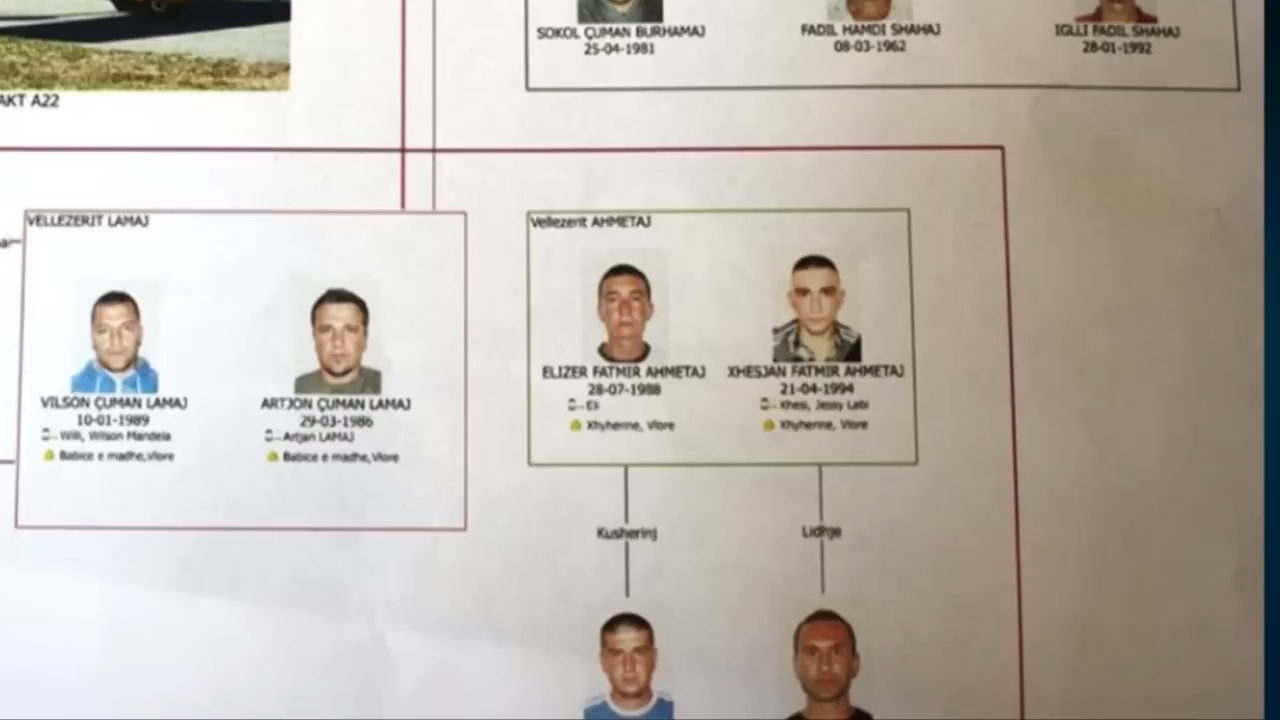 SOKOL ÇUMAN BURHAMAJ
25-04-1981
FADIL HAMDI SHAHAJ
08-03-1962
IGLLI FADIL SHAHAJ
28-01-1992
AKT A22
VELLEZERIT LAMAJ
VILSON ÇUMAN LAMAJ
10-01-1989
Willi, Wilson Mandela
Babice e madhe,Vlore
ARTJON ÇUMAN LAMAJ
29-03-1986
Artjan LAMAJ
Babice e madhe,Vlore
Vellezerit AHMETAJ
ELIZER FATMIR AHMETAJ
28-07-1988
Eli
Xhyherine, Vlore
XHESJAN FATMIR AHMETAJ
21-04-1994
Xhesi, Jessy Labi
Xhyherine, Vlore
Kusherinj
Lidhje